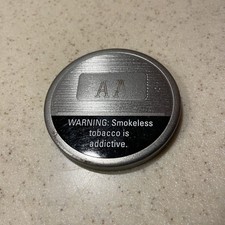 WARNING: Smokeless
tobacco is
addictive.